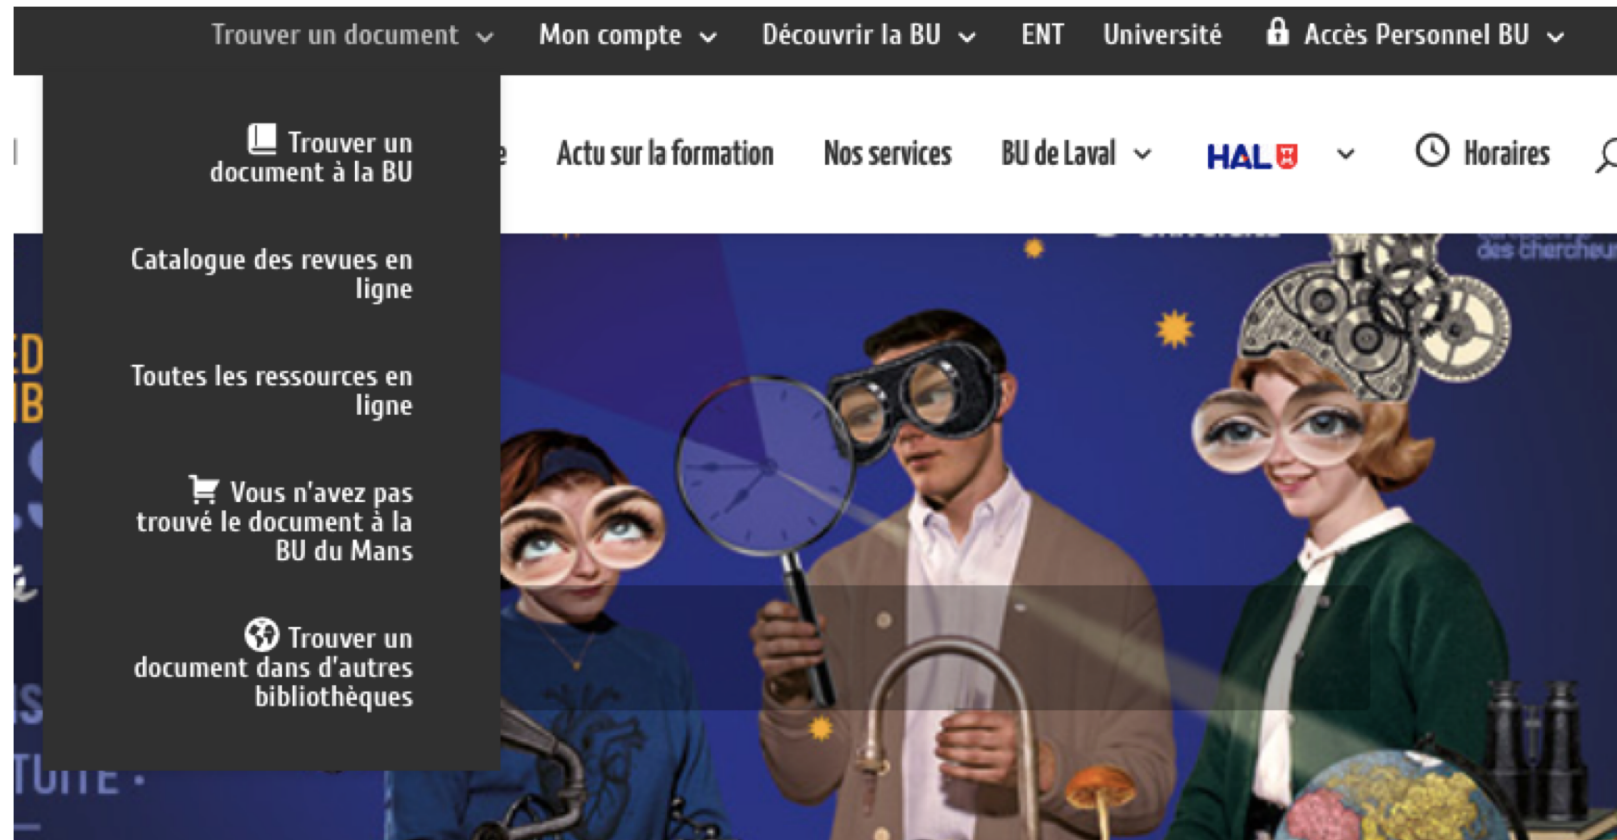 Trouver un document Mon compte Découvrir la BU ENT Université Accès Personnel BU
Trouver un
document à la BU
Catalogue des revues en
ligne
Toutes les ressources en
ligne
Vous n'avez pas
trouvé le document à la
BU du Mans
Trouver un
document dans d'autres
bibliothèques
Actu sur la formation Nos services BU de Laval HAL Horaires
des chercheur
TUITE :